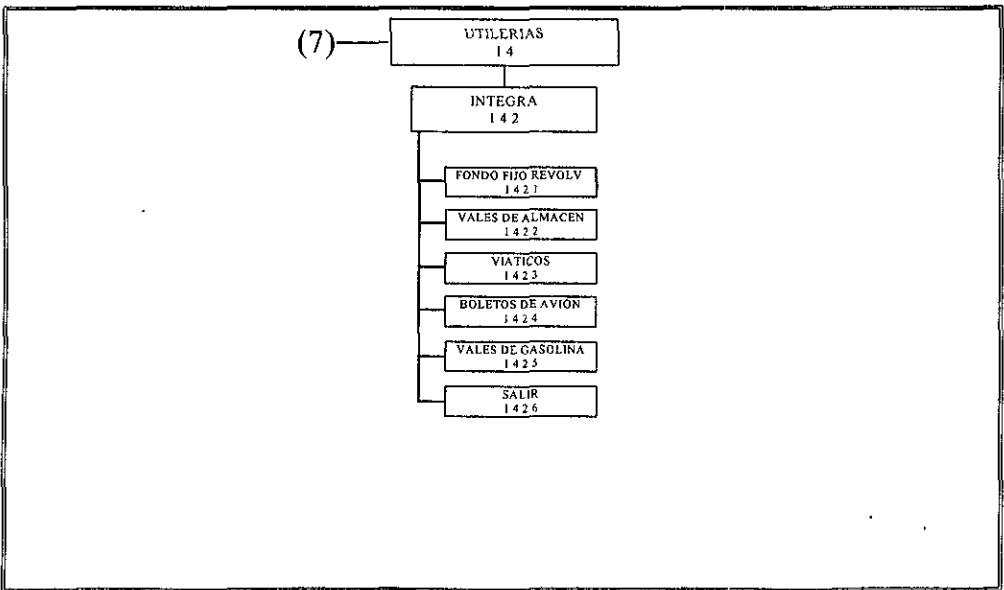 (7)
UTILERIAS
1 4
INTEGRA
1 4 2
FONDO FIJO REVOLV
1 4 2 1
VALES DE ALMACEN
1 4 2 2
VIATICOS
1 4 2 3
BOLETOS DE AVIÓN
1 4 2 4
VALES DE GASOLINA
1 4 2 5
SALIR
1 4 2 6